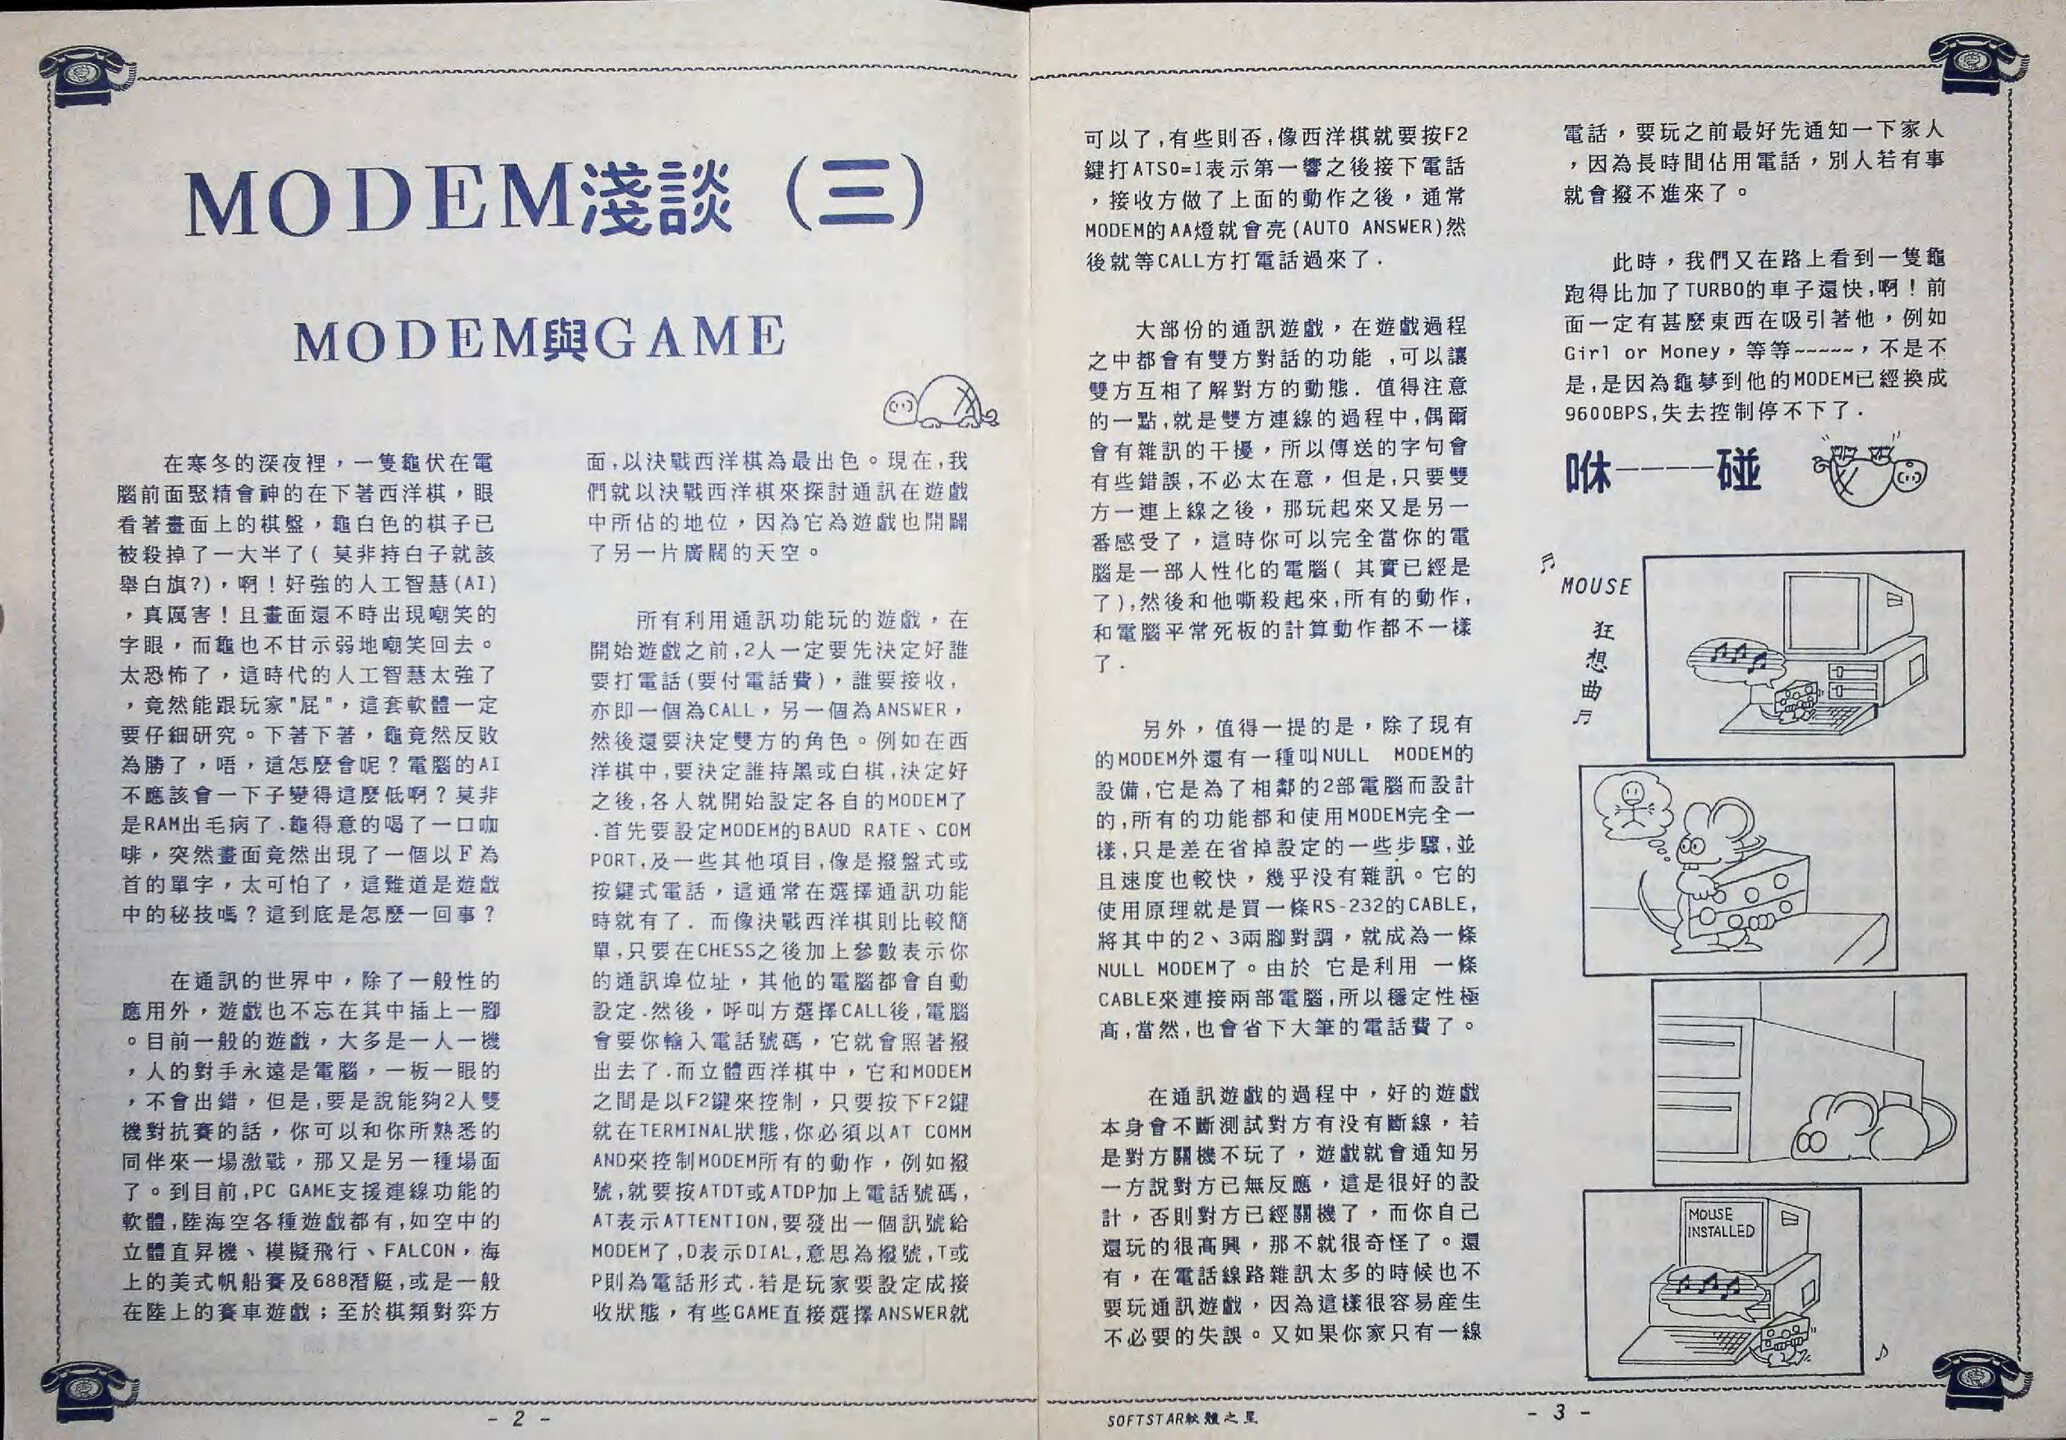 MODEM淺談（三）
MODEM與GAME
在寒冬的深夜裡，一隻龜伏在電
腦前面聚精會神的在下著西洋棋，眼
看著畫面上的棋盤，龜白色的棋子已
被殺掉了一大半了( 莫非持白子就該
舉白旗?)，啊！好強的人工智慧(AI)
，真厲害！且畫面還不時出現嘲笑的
字眼，而龜也不甘示弱地嘲笑回去。
太恐怖了，這時代的人工智慧太強了
，竟然能跟玩家"屁"，這套軟體一定
要仔細研究。下著下著，龜竟然反敗
為勝了，唔，這怎麼會呢？電腦的AI
不應該會一下子變得這麼低啊？莫非
是RAM出毛病了.龜得意的喝了一口咖
啡，突然畫面竟然出現了一個以F為
首的單字，太可怕了，這難道是遊戲
中的秘技嗎？這到底是怎麼一回事？
在通訊的世界中，除了一般性的
應用外，遊戲也不忘在其中插上一腳
。目前一般的遊戲，大多是一人一機
，人的對手永遠是電腦，一板一眼的
，不會出錯，但是,要是說能夠2人雙
機對抗賽的話，你可以和你所熟悉的
同伴來一場激戰，那又是另一種場面
了。到目前,PC GAME支援連線功能的
軟體,陸海空各種遊戲都有,如空中的
立體直昇機、模擬飛行、FALCON，海
上的美式帆船賽及688潛艇,或是一般
在陸上的賽車遊戲；至於棋類對弈方
面,以決戰西洋棋為最出色。現在,我
們就以決戰西洋棋來探討通訊在遊戲
中所佔的地位，因為它為遊戲也開闢
了另一片廣闊的天空。
所有利用通訊功能玩的遊戲，在
開始遊戲之前,2人一定要先決定好誰
要打電話(要付電話費)，誰要接收,
亦即一個為CALL，另一個為ANSWER，
然後還要決定雙方的角色。例如在西
洋棋中,要決定誰持黑或白棋,決定好
之後,各人就開始設定各自的MODEM了
.首先要設定MODEM的BAUD RATE、COM
PORT,及一些其他項目,像是撥盤式或
按鍵式電話，這通常在選擇通訊功能
時就有了. 而像決戰西洋棋則比較簡
單,只要在CHESS之後加上參數表示你
的通訊埠位址，其他的電腦都會自動
設定.然後，呼叫方選擇CALL後,電腦
會要你輸入電話號碼，它就會照著撥
出去了.而立體西洋棋中，它和MODEM
之間是以F2鍵來控制，只要按下F2鍵
就在TERMINAL狀態,你必須以AT COMM
AND來控制MODEM所有的動作，例如撥
號,就要按ATDT或ATDP加上電話號碼,
AT表示ATTENTION,要發出一個訊號給
MODEM了,D表示DIAL,意思為撥號,T或
P則為電話形式.若是玩家要設定成接
收狀態，有些GAME直接選擇ANSWER就
- 2 -
可以了,有些則否,像西洋棋就要按F2
鍵打ATS0=1表示第一響之後接下電話
，接收方做了上面的動作之後，通常
MODEM的AA燈就會亮(AUTO ANSWER)然
後就等CALL方打電話過來了.
大部份的通訊遊戲，在遊戲過程
之中都會有雙方對話的功能 ,可以讓
雙方互相了解對方的動態. 值得注意
的一點,就是雙方連線的過程中,偶爾
會有雜訊的干擾，所以傳送的字句會
有些錯誤,不必太在意，但是,只要雙
方一連上線之後，那玩起來又是另一
番感受了，這時你可以完全當你的電
腦是一部人性化的電腦( 其實已經是
了),然後和他嘶殺起來,所有的動作,
和電腦平常死板的計算動作都不一樣
了.
另外，值得一提的是，除了現有
的MODEM外還有一種叫NULL MODEM的
設備,它是為了相鄰的2部電腦而設計
的,所有的功能都和使用MODEM完全一
樣,只是差在省掉設定的一些步驟,並
且速度也較快，幾乎沒有雜訊。它的
使用原理就是買一條RS-232的CABLE,
將其中的2、3兩腳對調，就成為一條
NULL MODEM了。由於 它是利用 一條
CABLE來連接兩部電腦,所以穩定性極
高,當然,也會省下大筆的電話費了。
在通訊遊戲的過程中，好的遊戲
本身會不斷測試對方有沒有斷線，若
是對方關機不玩了，遊戲就會通知另
一方說對方已無反應，這是很好的設
計，否則對方已經關機了，而你自己
還玩的很高興，那不就很奇怪了。還
有，在電話線路雜訊太多的時候也不
要玩通訊遊戲，因為這樣很容易產生
不必要的失誤。又如果你家只有一線
電話，要玩之前最好先通知一下家人
，因為長時間佔用電話，別人若有事
就會撥不進來了。
此時，我們又在路上看到一隻龜
跑得比加了TURBO的車子還快,啊！前
面一定有甚麼東西在吸引著他，例如
Girl or Money，等等~~~~~，不是不
是,是因為龜夢到他的MODEM已經換成
9600BPS,失去控制停不下了.
咻----碰
♬
MOUSE
狂
想
曲
♬
MOUSE
INSTALLED
♪
SOFTSTAR軟體之星
- 3 -